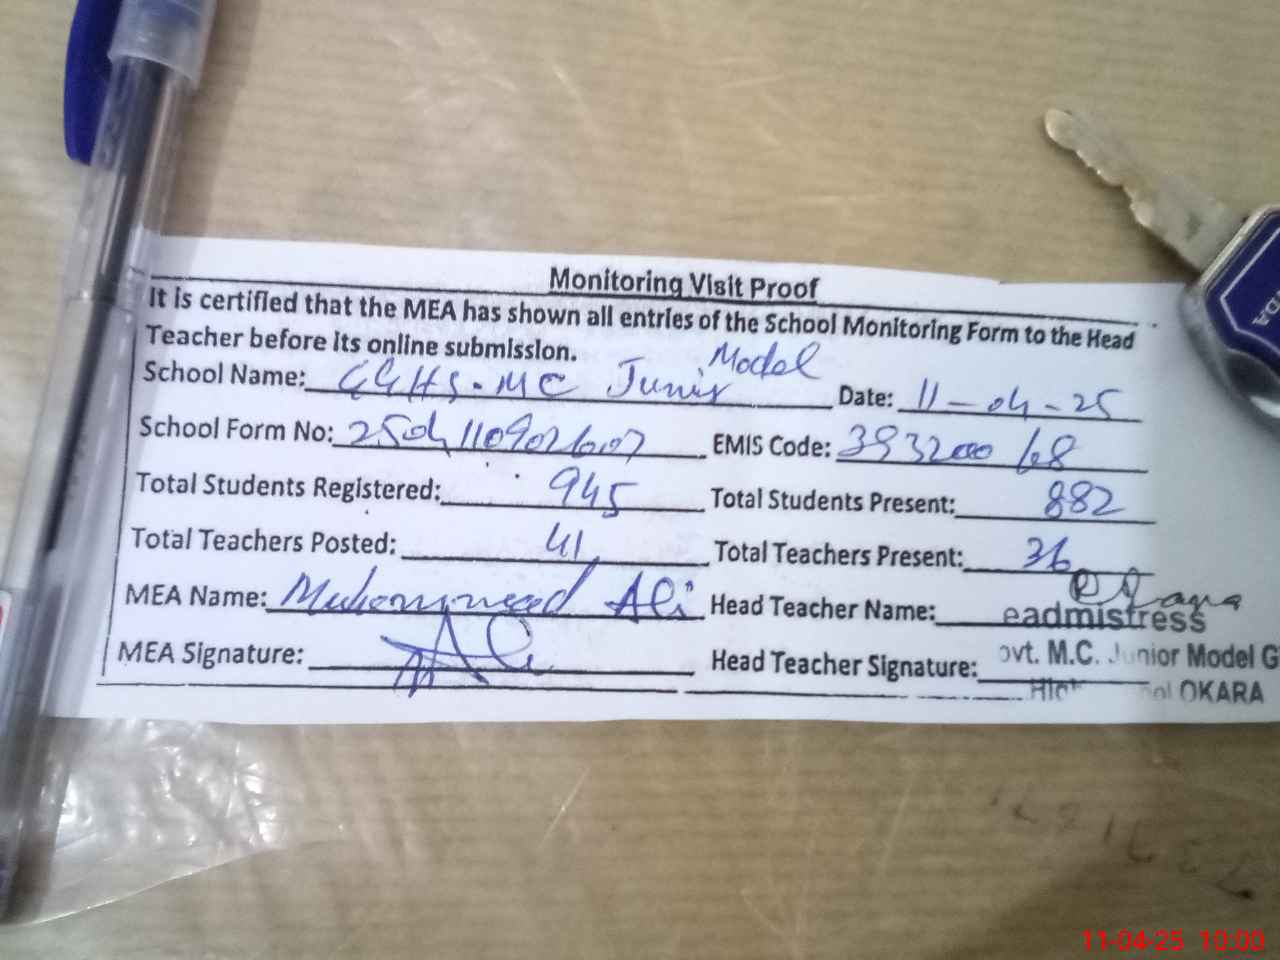 Monitoring Visit Proof
It is certified that the MEA has shown all entries of the School Monitoring Form to the Head
Teacher before its online submission.
School Name: GGHS. MC Junior Model Date: 11-04-25
School Form No: EMIS Code: 39320068
Total Students Registered: 945 Total Students Present: 882
Total Teachers Posted: 41 Total Teachers Present: 36
MEA Name: Muhammad Ali Head Teacher Name:
eadmistress
MEA Signature: Head Teacher Signature:
ovt. M.C. Junior Model G
OKARA
11-04-25 10:00